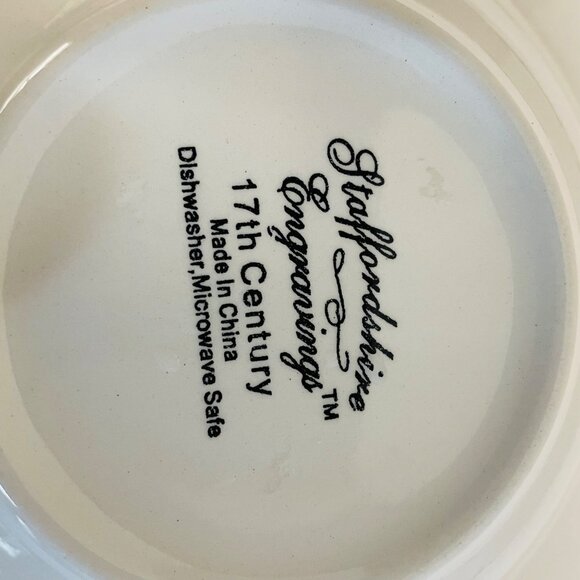 Staffordshire
Engravings™
17th Century
Made In China
Dishwasher,Microwave Safe